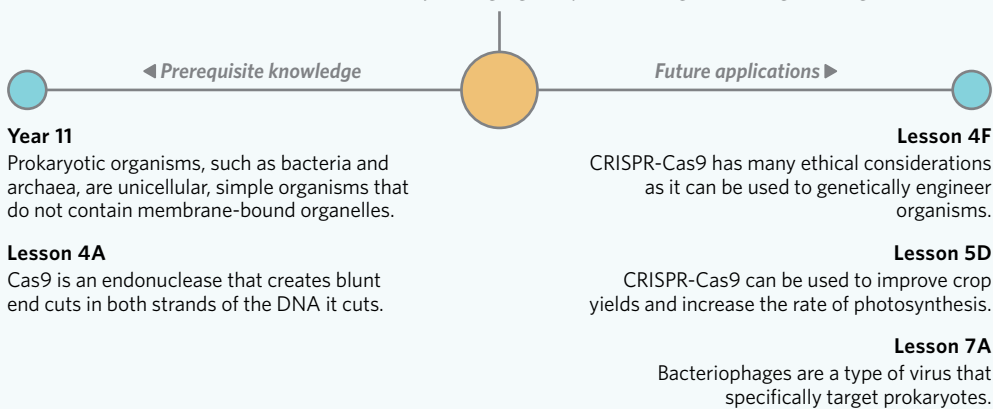 ◀ Prerequisite knowledge
Future applications ▶
Year 11
Prokaryotic organisms, such as bacteria and
archaea, are unicellular, simple organisms that
do not contain membrane-bound organelles.
Lesson 4A
Cas9 is an endonuclease that creates blunt
end cuts in both strands of the DNA it cuts.
Lesson 4F
CRISPR-Cas9 has many ethical considerations
as it can be used to genetically engineer
organisms.
Lesson 5D
CRISPR-Cas9 can be used to improve crop
yields and increase the rate of photosynthesis.
Lesson 7A
Bacteriophages are a type of virus that
specifically target prokaryotes.